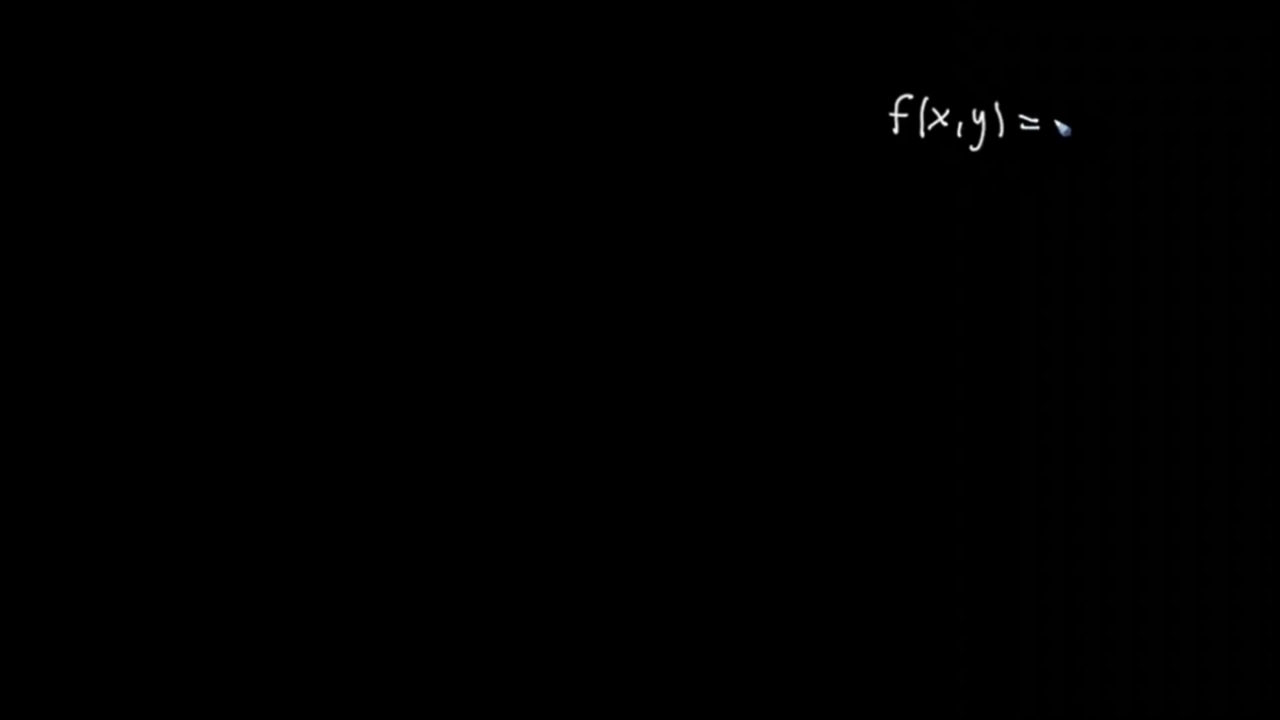 f(x,y) =